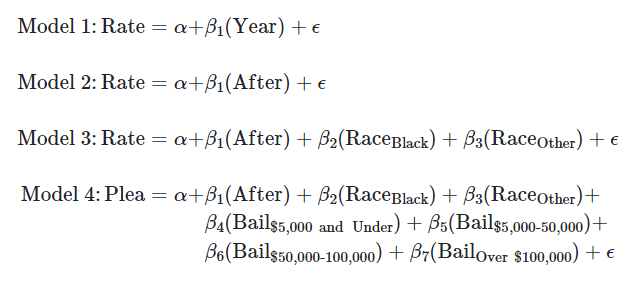 Model 1: Rate = α+β₁(Year) + ϵ
Model 2: Rate = α+β₁(After) + ϵ
Model 3: Rate = α+β₁(After) + β₂(Race_Black) + β₃(Race_Other) + ϵ
Model 4: Plea = α+β₁(After) + β₂(Race_Black) + β₃(Race_Other)+
β₄(Bail_$5,000 and Under) + β₅(Bail_$5,000-50,000)+
β₆(Bail_$50,000-100,000) + β₇(Bail_Over $100,000) + ϵ